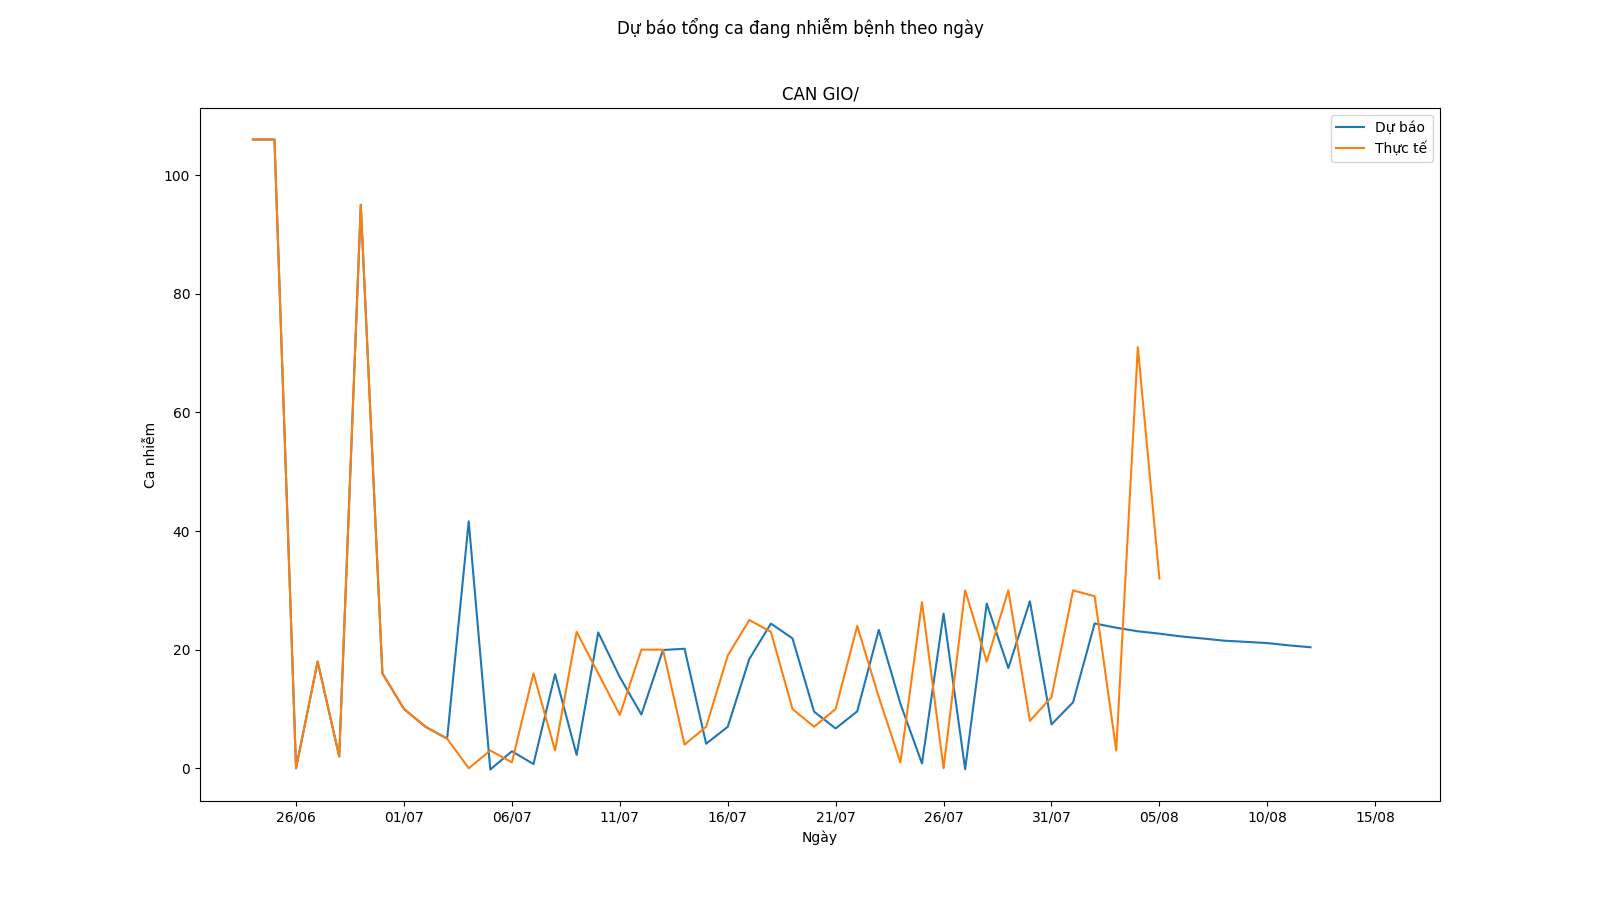 Dự báo tổng ca đang nhiễm bệnh theo ngày
CAN GIO/
Dự báo
Thực tế
100
80
60
40
20
0
Ca nhiễm
26/06
01/07
06/07
11/07
16/07
21/07
26/07
31/07
05/08
10/08
15/08
Ngày